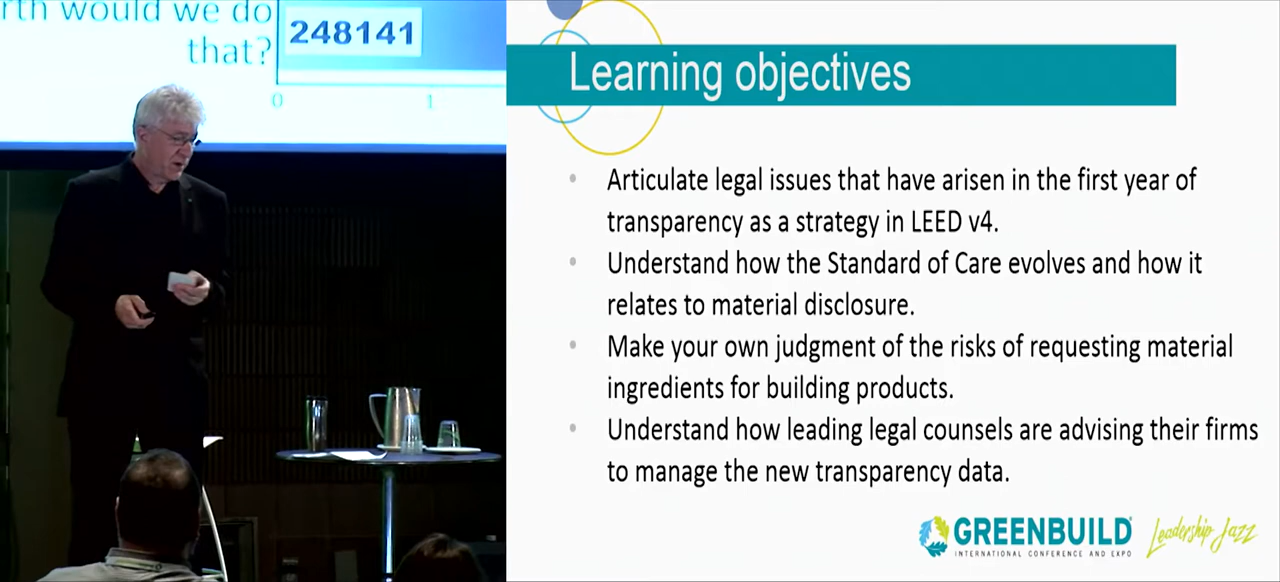 rth would we do
that?
248141
0
1
Learning objectives
• Articulate legal issues that have arisen in the first year of
transparency as a strategy in LEED v4.
• Understand how the Standard of Care evolves and how it
relates to material disclosure.
• Make your own judgment of the risks of requesting material
ingredients for building products.
• Understand how leading legal counsels are advising their firms
to manage the new transparency data.
GREENBUILD
INTERNATIONAL CONFERENCE AND EXPO
Leadership Jazz